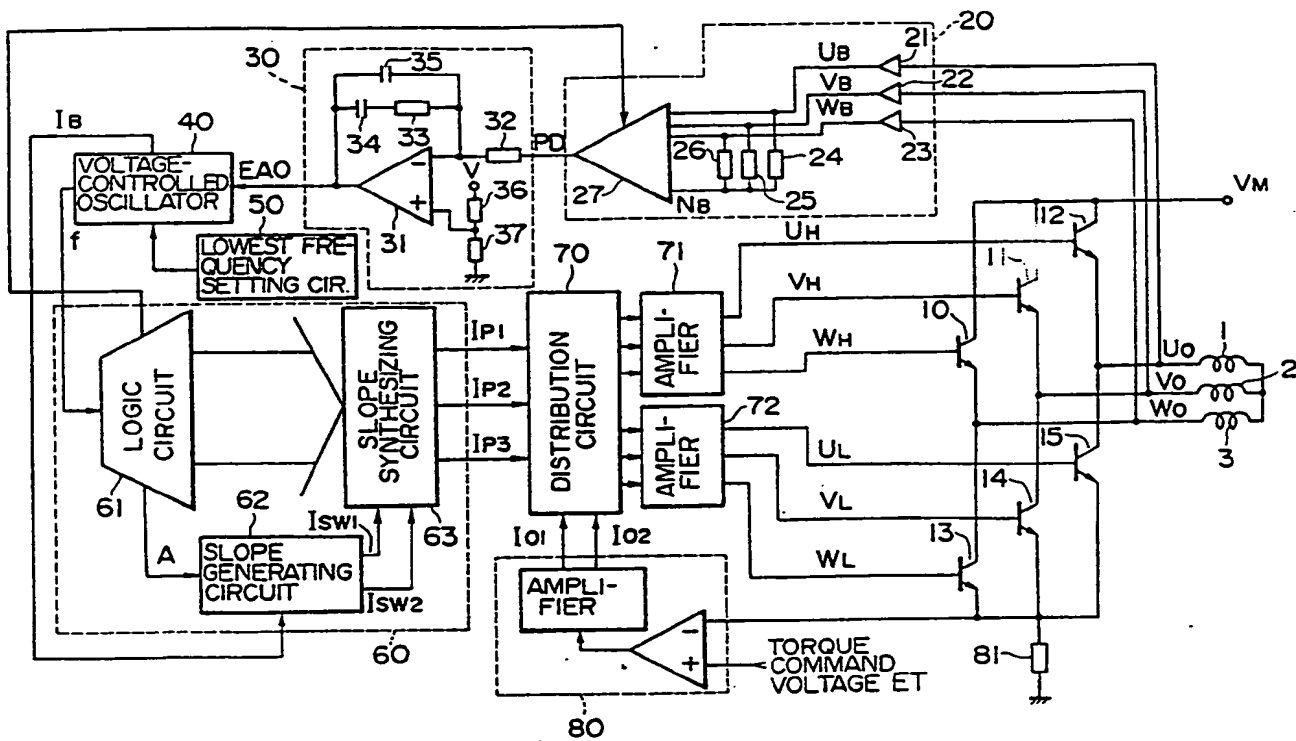 20
21
30
35
UB
22
VB
IB
40
34
33
32
WB
PD
23
VOLTAGE-
CONTROLLED
OSCILLATOR
EAO
V
26
24
50
36
27
25
NB
VM
f
31
37
12
LOWEST FRE-
QUENCY
SETTING CIR.
70
71
UH
11
VH
10
LOGIC
CIRCUIT
SLOPE
SYNTHESIZING
CIRCUIT
IP1
IP2
IP3
DISTRIBUTION
CIRCUIT
AMPLI-
FIER
WH
UO
1
VO
2
WO
3
72
AMPLI-
FIER
UL
15
61
62
63
ISW1
VL
14
A
SLOPE
GENERATING
CIRCUIT
ISW2
IO1
IO2
WL
13
AMPLI-
FIER
60
TORQUE
COMMAND
VOLTAGE ET
81
80